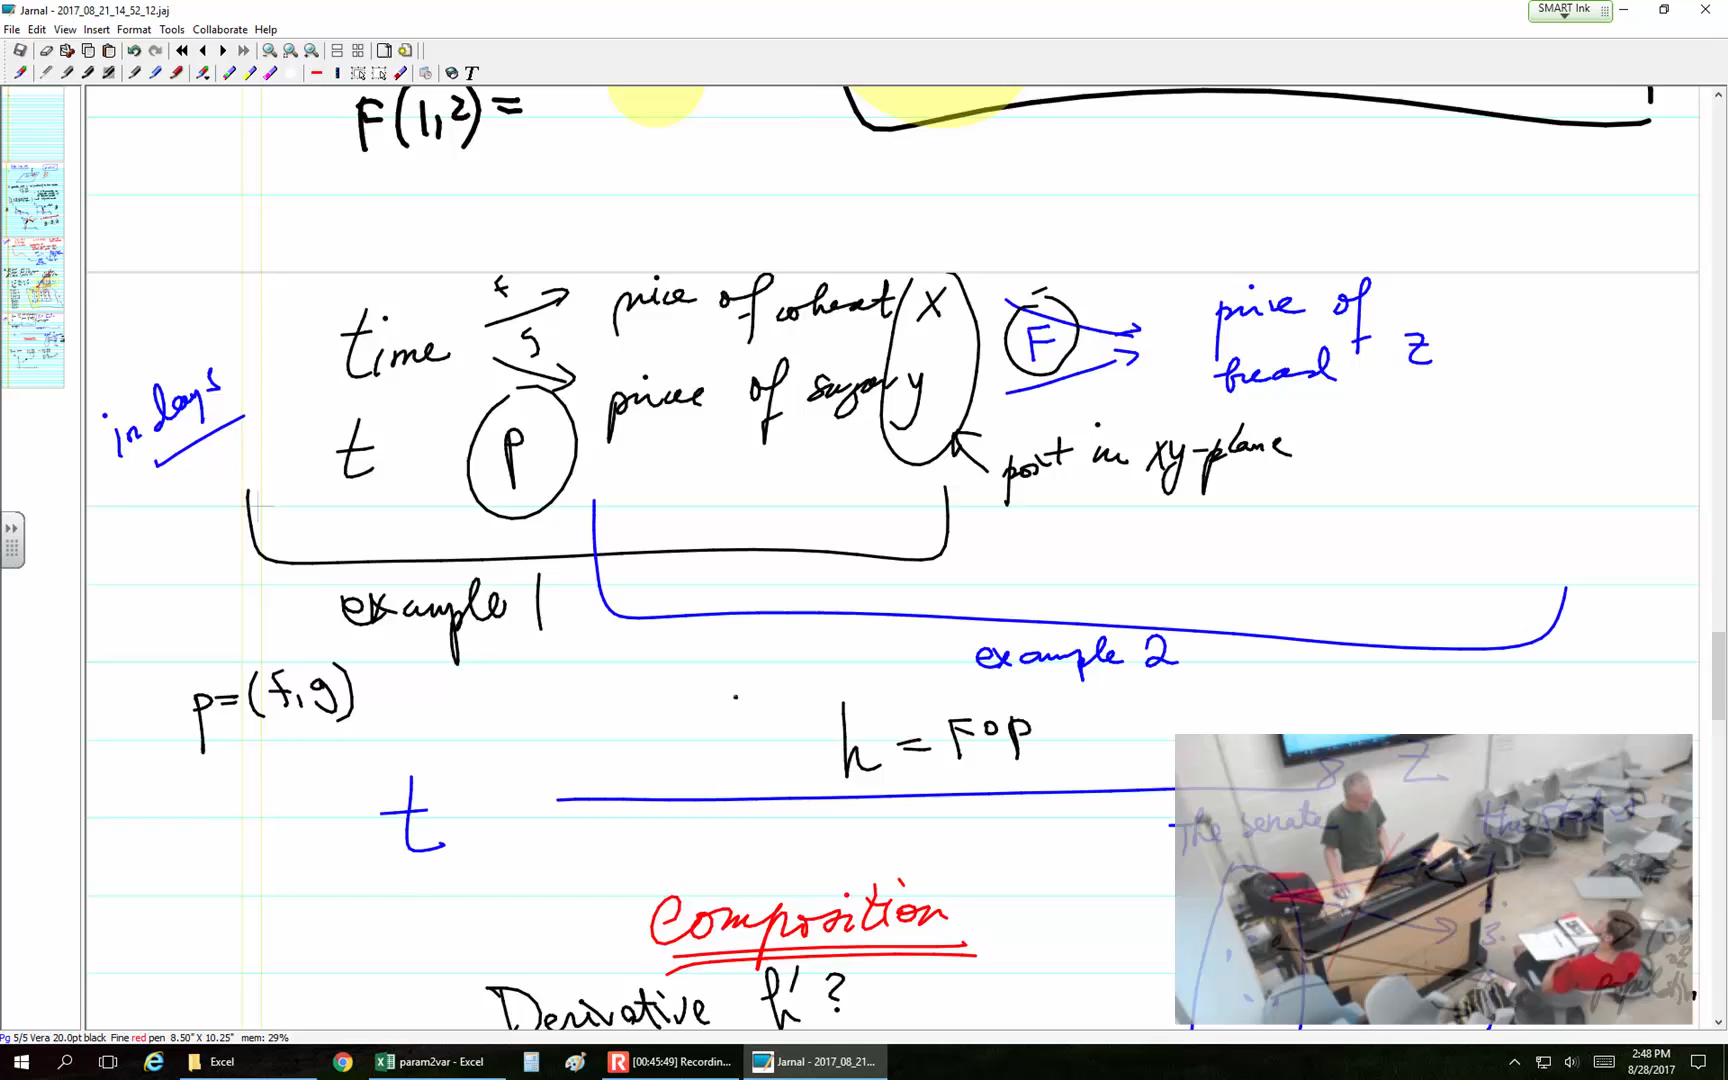 Jarnal - 2017_08_21_14_52_12.jaj
SMART Ink
File Edit View Insert Format Tools Collaborate Help
F(1,2) =
time f price of wheat x F price of
g price of sugar y bread z
in days
t p point in xy-plane
example 1
example 2
p = (f, g)
h = F∘p
t z
The senate
Composition
Derivative h' ?
Pg 5/5 Vera 20.0pt black Fine red pen 8.50" X 10.25" mem: 29%
Excel param2var - Excel [00:45:49] Recordin... Jarnal - 2017_08_21... 2:48 PM
8/28/2017